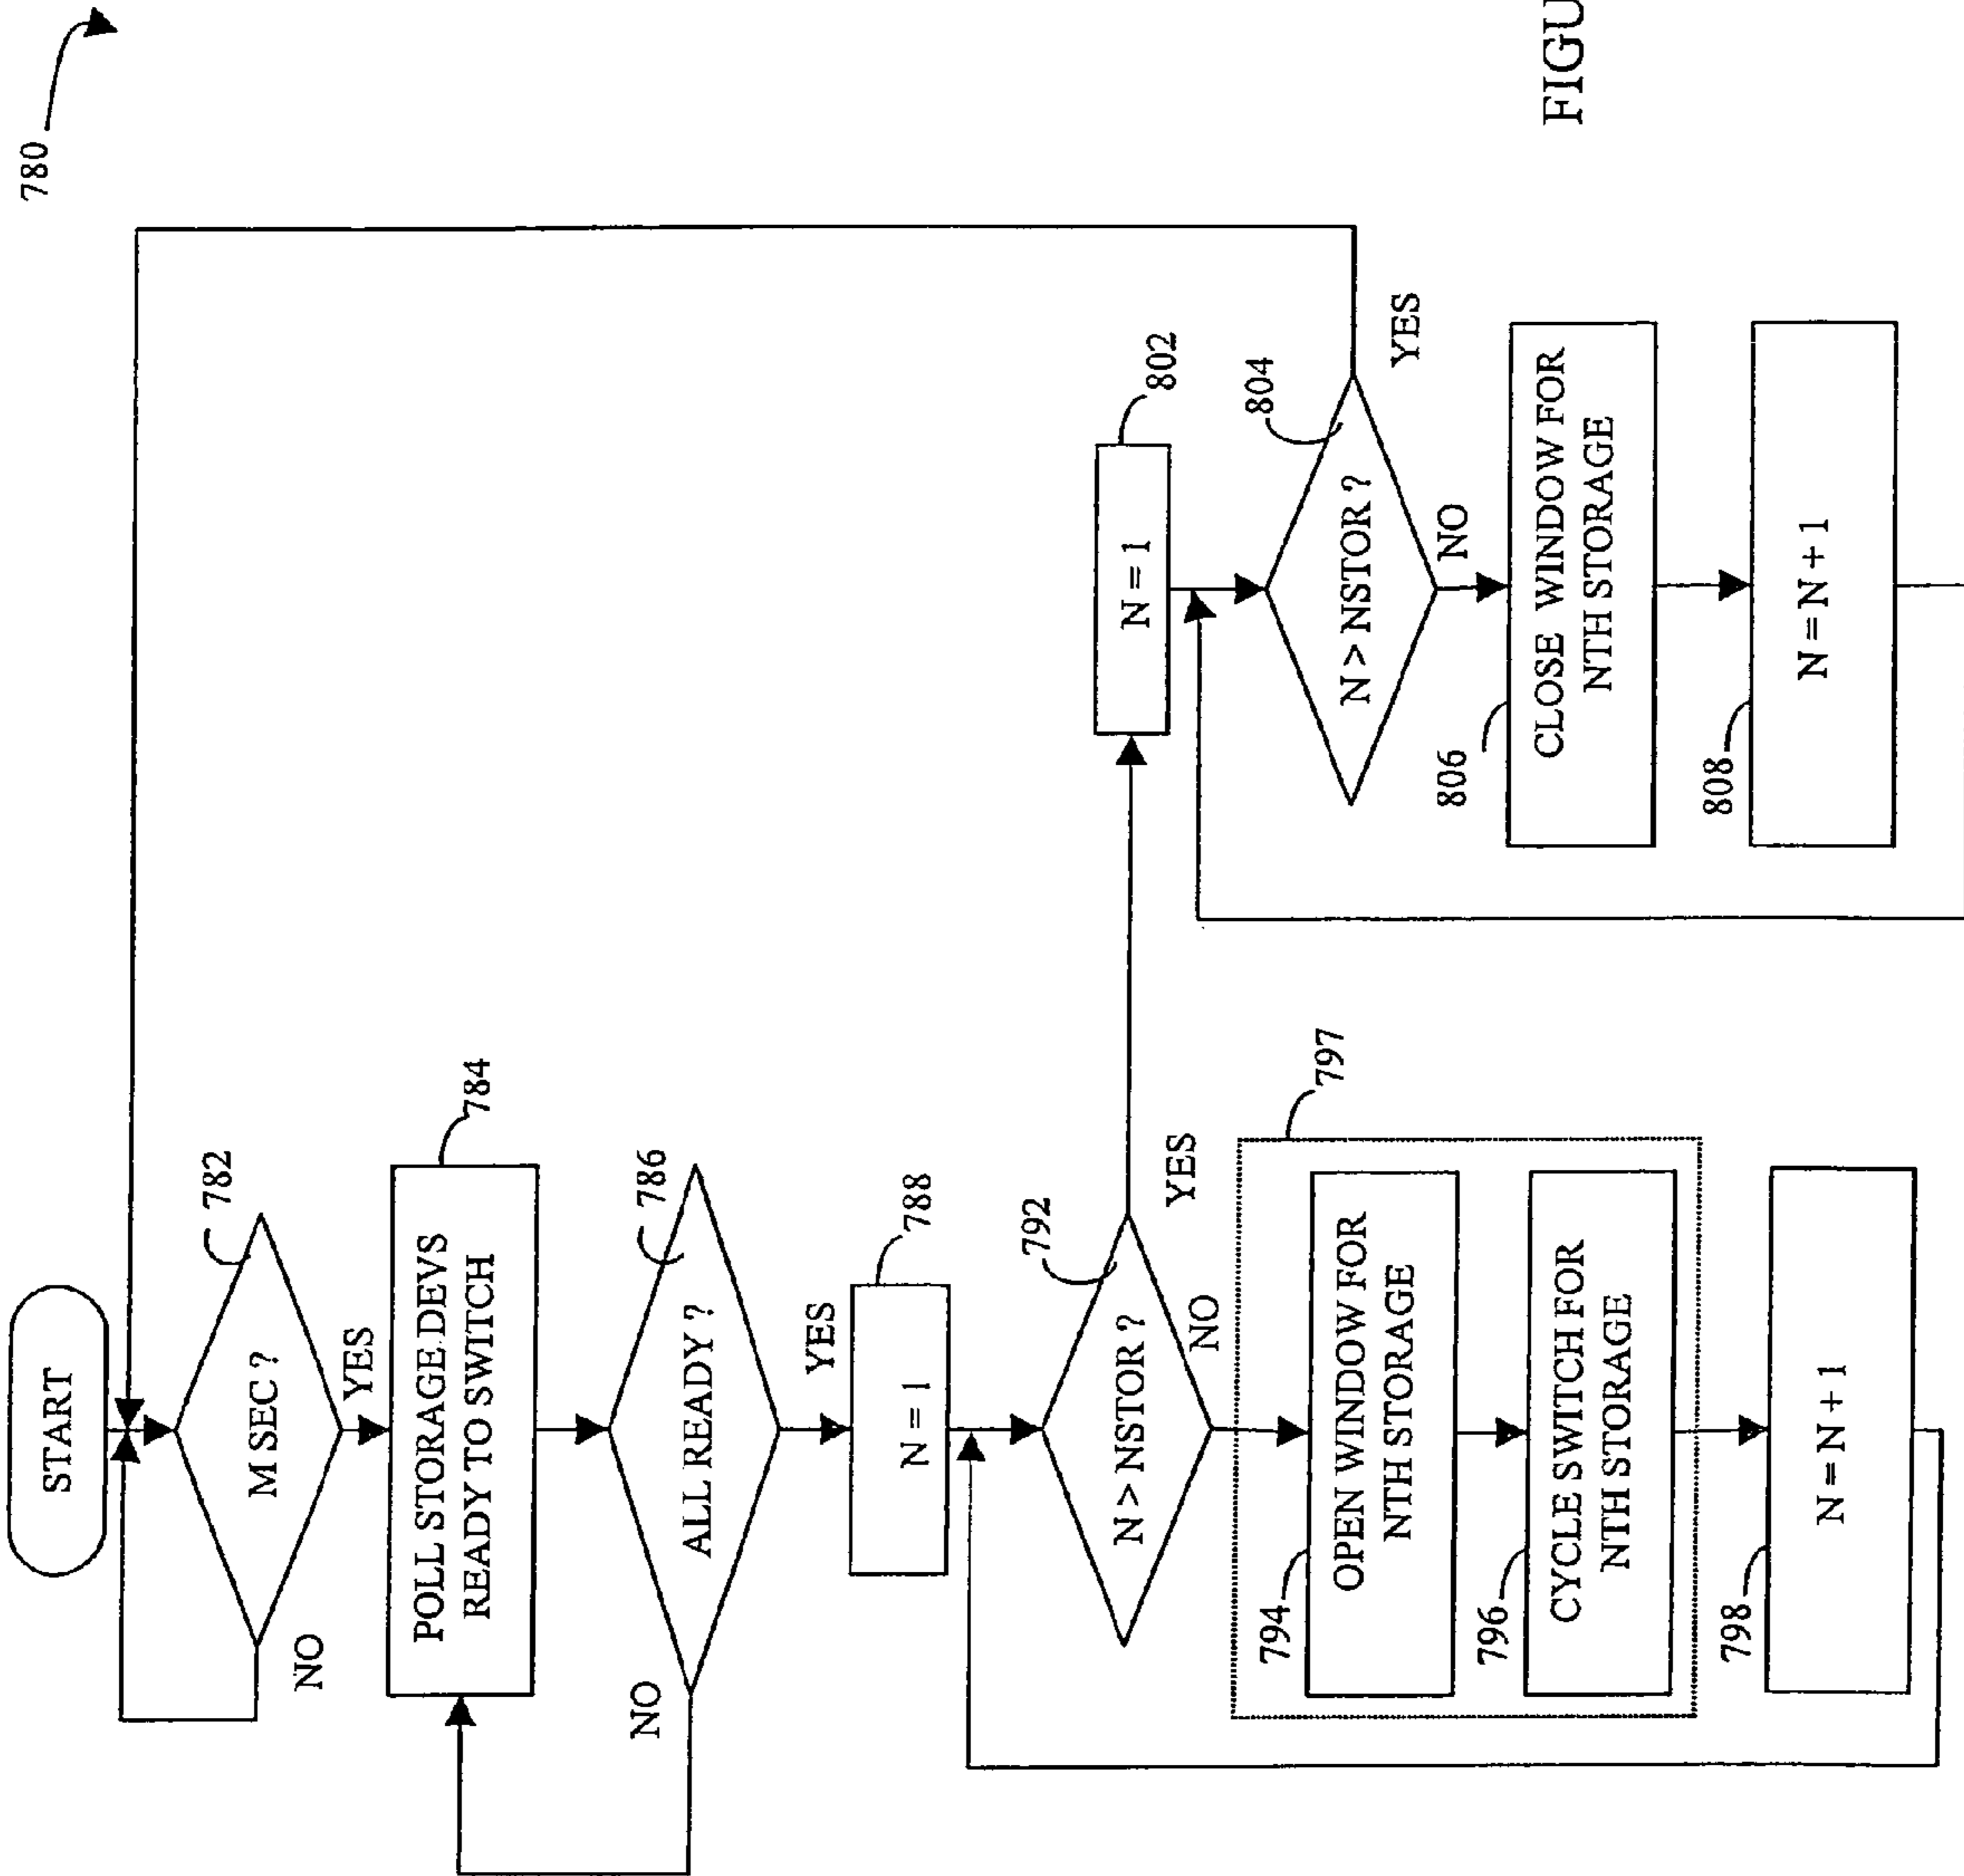 780
START
782
M SEC ?
NO
YES
784
POLL STORAGE DEVS
READY TO SWITCH
786
ALL READY ?
NO
YES
788
N = 1
792
N > NSTOR ?
YES
NO
797
794
OPEN WINDOW FOR
NTH STORAGE
796
CYCLE SWITCH FOR
NTH STORAGE
798
N = N + 1
802
N = 1
804
N > NSTOR ?
YES
NO
806
CLOSE WINDOW FOR
NTH STORAGE
808
N = N + 1
FIGU